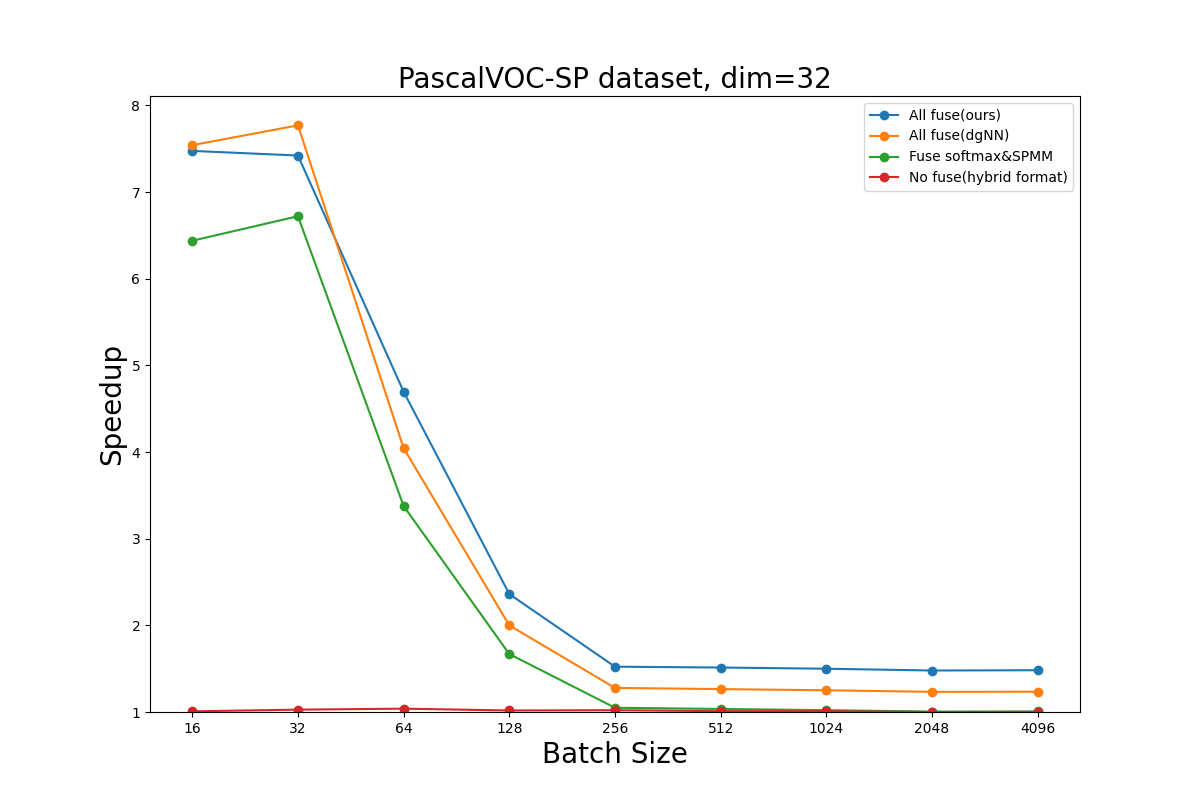 PascalVOC-SP dataset, dim=32
All fuse(ours)
All fuse(dgNN)
Fuse softmax&SPMM
No fuse(hybrid format)
8
7
6
5
4
3
2
1
Speedup
16 32 64 128 256 512 1024 2048 4096
Batch Size